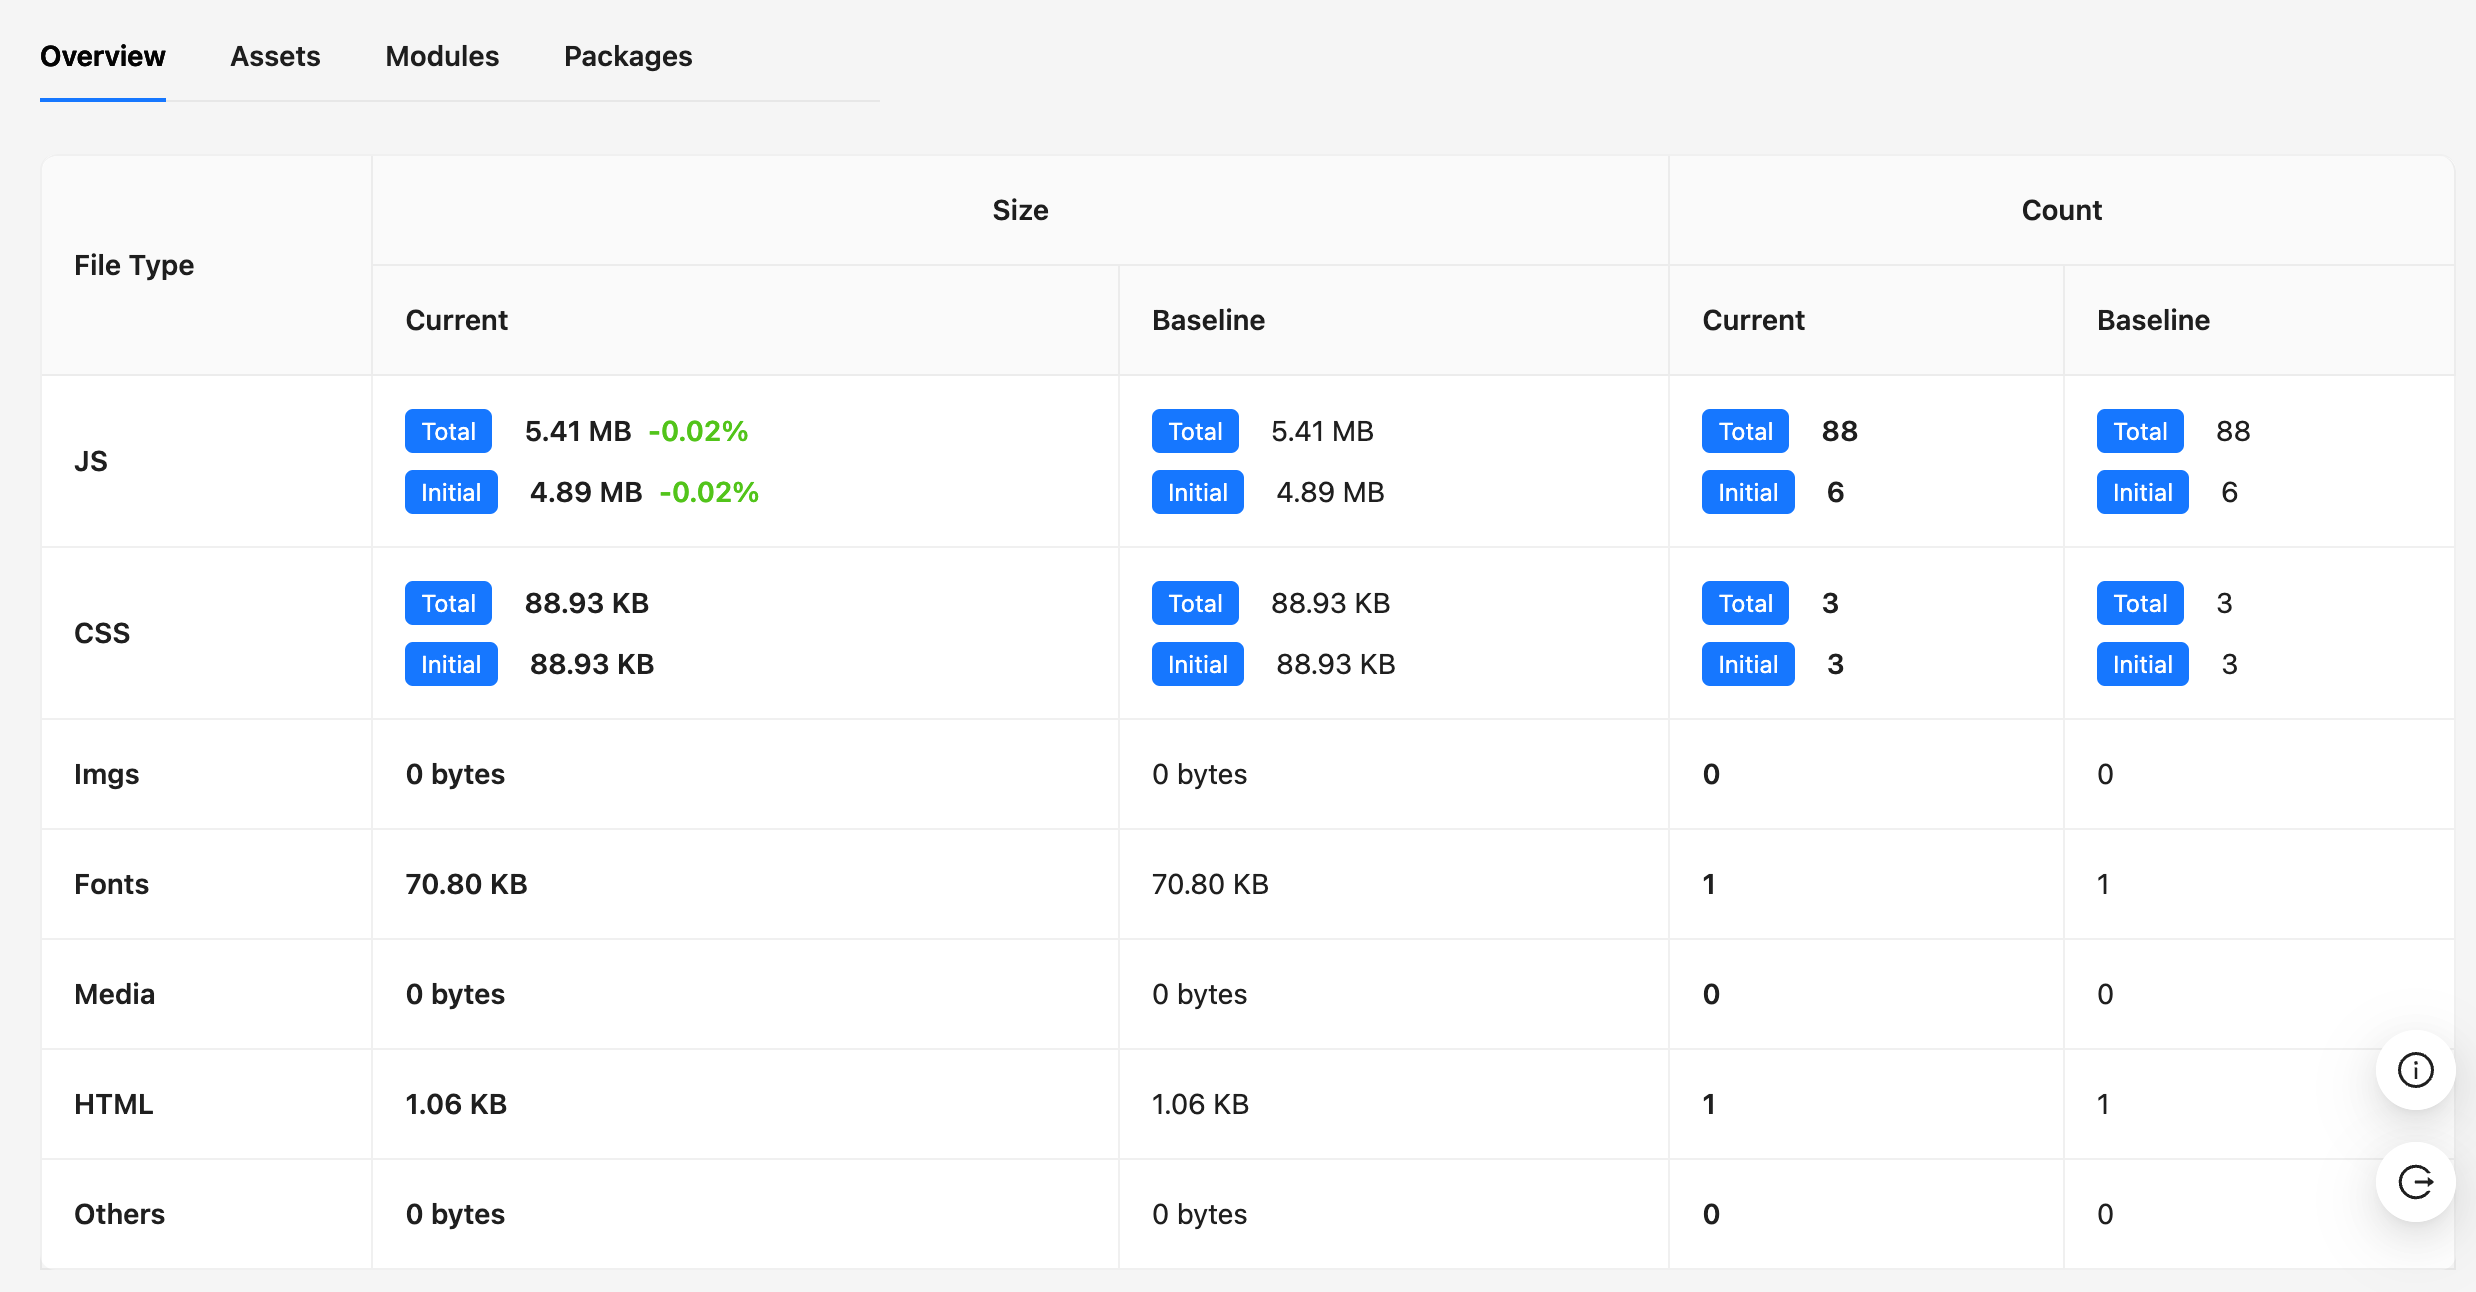 Overview Assets Modules Packages
File Type Size Count
Current Baseline Current Baseline
JS
Total 5.41 MB -0.02% Total 5.41 MB Total 88 Total 88
Initial 4.89 MB -0.02% Initial 4.89 MB Initial 6 Initial 6
CSS
Total 88.93 KB Total 88.93 KB Total 3 Total 3
Initial 88.93 KB Initial 88.93 KB Initial 3 Initial 3
Imgs 0 bytes 0 bytes 0 0
Fonts 70.80 KB 70.80 KB 1 1
Media 0 bytes 0 bytes 0 0
HTML 1.06 KB 1.06 KB 1 1
Others 0 bytes 0 bytes 0 0